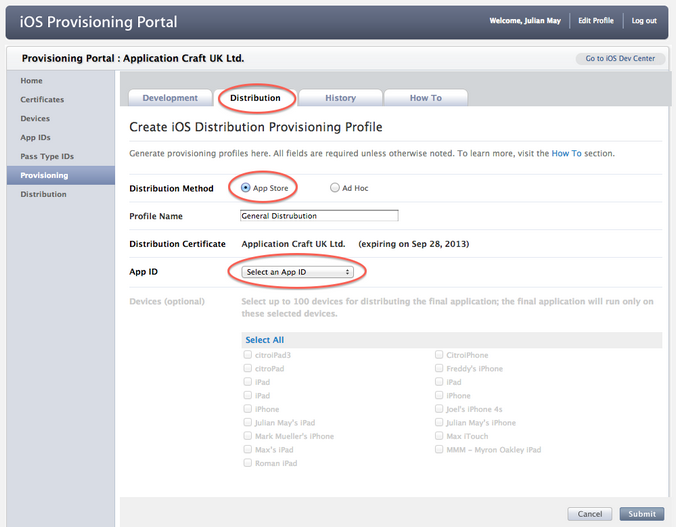 iOS Provisioning Portal
Welcome, Julian May
Edit Profile
Log out
Provisioning Portal : Application Craft UK Ltd.
Go to iOS Dev Center
Home
Certificates
Devices
App IDs
Pass Type IDs
Provisioning
Distribution
Development
Distribution
History
How To
Create iOS Distribution Provisioning Profile
Generate provisioning profiles here. All fields are required unless otherwise noted. To learn more, visit the How To section.
Distribution Method
App Store
Ad Hoc
Profile Name
General Distrubution
Distribution Certificate
Application Craft UK Ltd. (expiring on Sep 28, 2013)
App ID
Select an App ID
Devices (optional)
Select up to 100 devices for distributing the final application; the final application will run only on
these selected devices.
Select All
citroiPad3
CitroiPhone
citroPad
Freddy's iPhone
iPad
iPad
iPad
iPhone
iPhone
Joel's iPhone 4s
Julian May's iPad
Julian May's iPhone
Mark Mueller's iPhone
Max iTouch
Max's iPad
MMM - Myron Oakley iPad
Roman iPad
Cancel
Submit